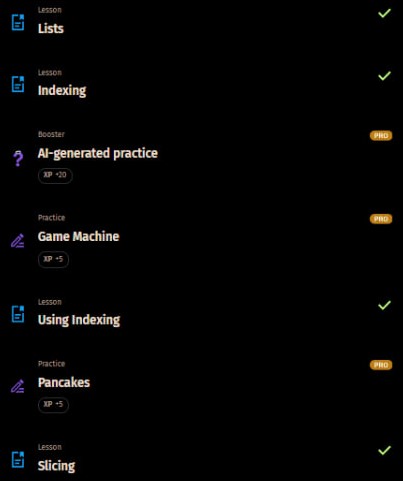 Lesson
Lists
Lesson
Indexing
Booster
PRO
AI-generated practice
XP +20
Practice
PRO
Game Machine
XP +5
Lesson
Using Indexing
Practice
PRO
Pancakes
XP +5
Lesson
Slicing